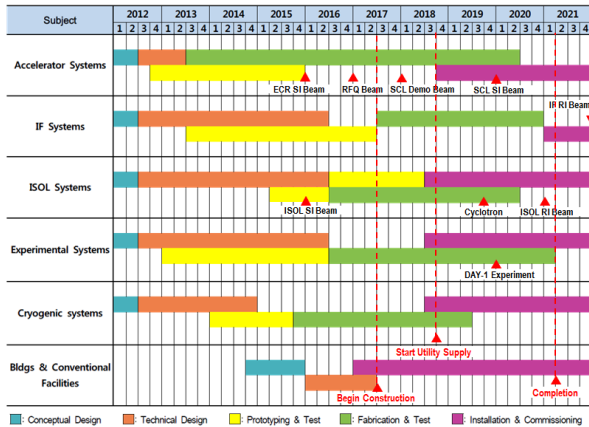 Subject 2012 2013 2014 2015 2016 2017 2018 2019 2020 2021
1 2 3 4 1 2 3 4 1 2 3 4 1 2 3 4 1 2 3 4 1 2 3 4 1 2 3 4 1 2 3 4 1 2 3 4 1 2 3 4
Accelerator Systems
ECR SI Beam RFQ Beam SCL Demo Beam SCL SI Beam
IF RI Beam
IF Systems
ISOL Systems
ISOL SI Beam Cyclotron ISOL RI Beam
Experimental Systems
DAY-1 Experiment
Cryogenic systems
Start Utility Supply
Bldgs & Conventional
Facilities
Begin Construction Completion
: Conceptual Design : Technical Design : Prototyping & Test : Fabrication & Test : Installation & Commissioning